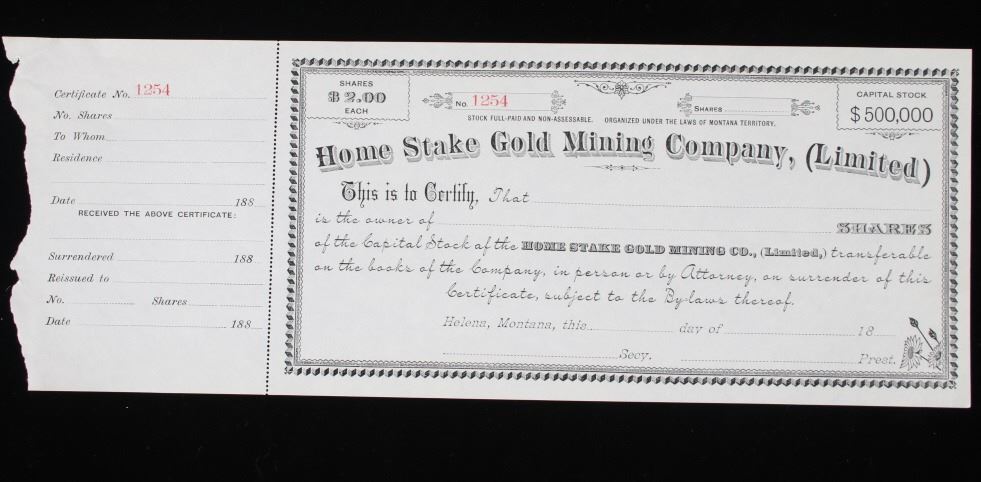 Certificate No. 1254
No. Shares
To Whom
Residence
Date 188
RECEIVED THE ABOVE CERTIFICATE:
Surrendered 188
Reissued to
No. Shares
Date 188
SHARES
$2.00
EACH
No. 1254
SHARES
CAPITAL STOCK
$500,000
STOCK FULL-PAID AND NON-ASSESSABLE. ORGANIZED UNDER THE LAWS OF MONTANA TERRITORY.
Home Stake Gold Mining Company, (Limited)
This is to Certify, That
is the owner of SHARES
of the Capital Stock of the HOME STAKE GOLD MINING CO., (Limited,) transferable
on the books of the Company, in person or by Attorney, on surrender of this
Certificate, subject to the By-laws thereof.
Helena, Montana, this day of 18
Secy. Prest.